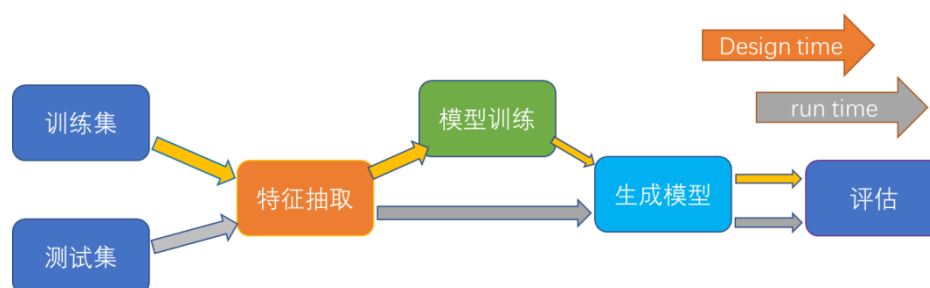 Design time
run time
训练集
模型训练
特征抽取
生成模型
评估
测试集